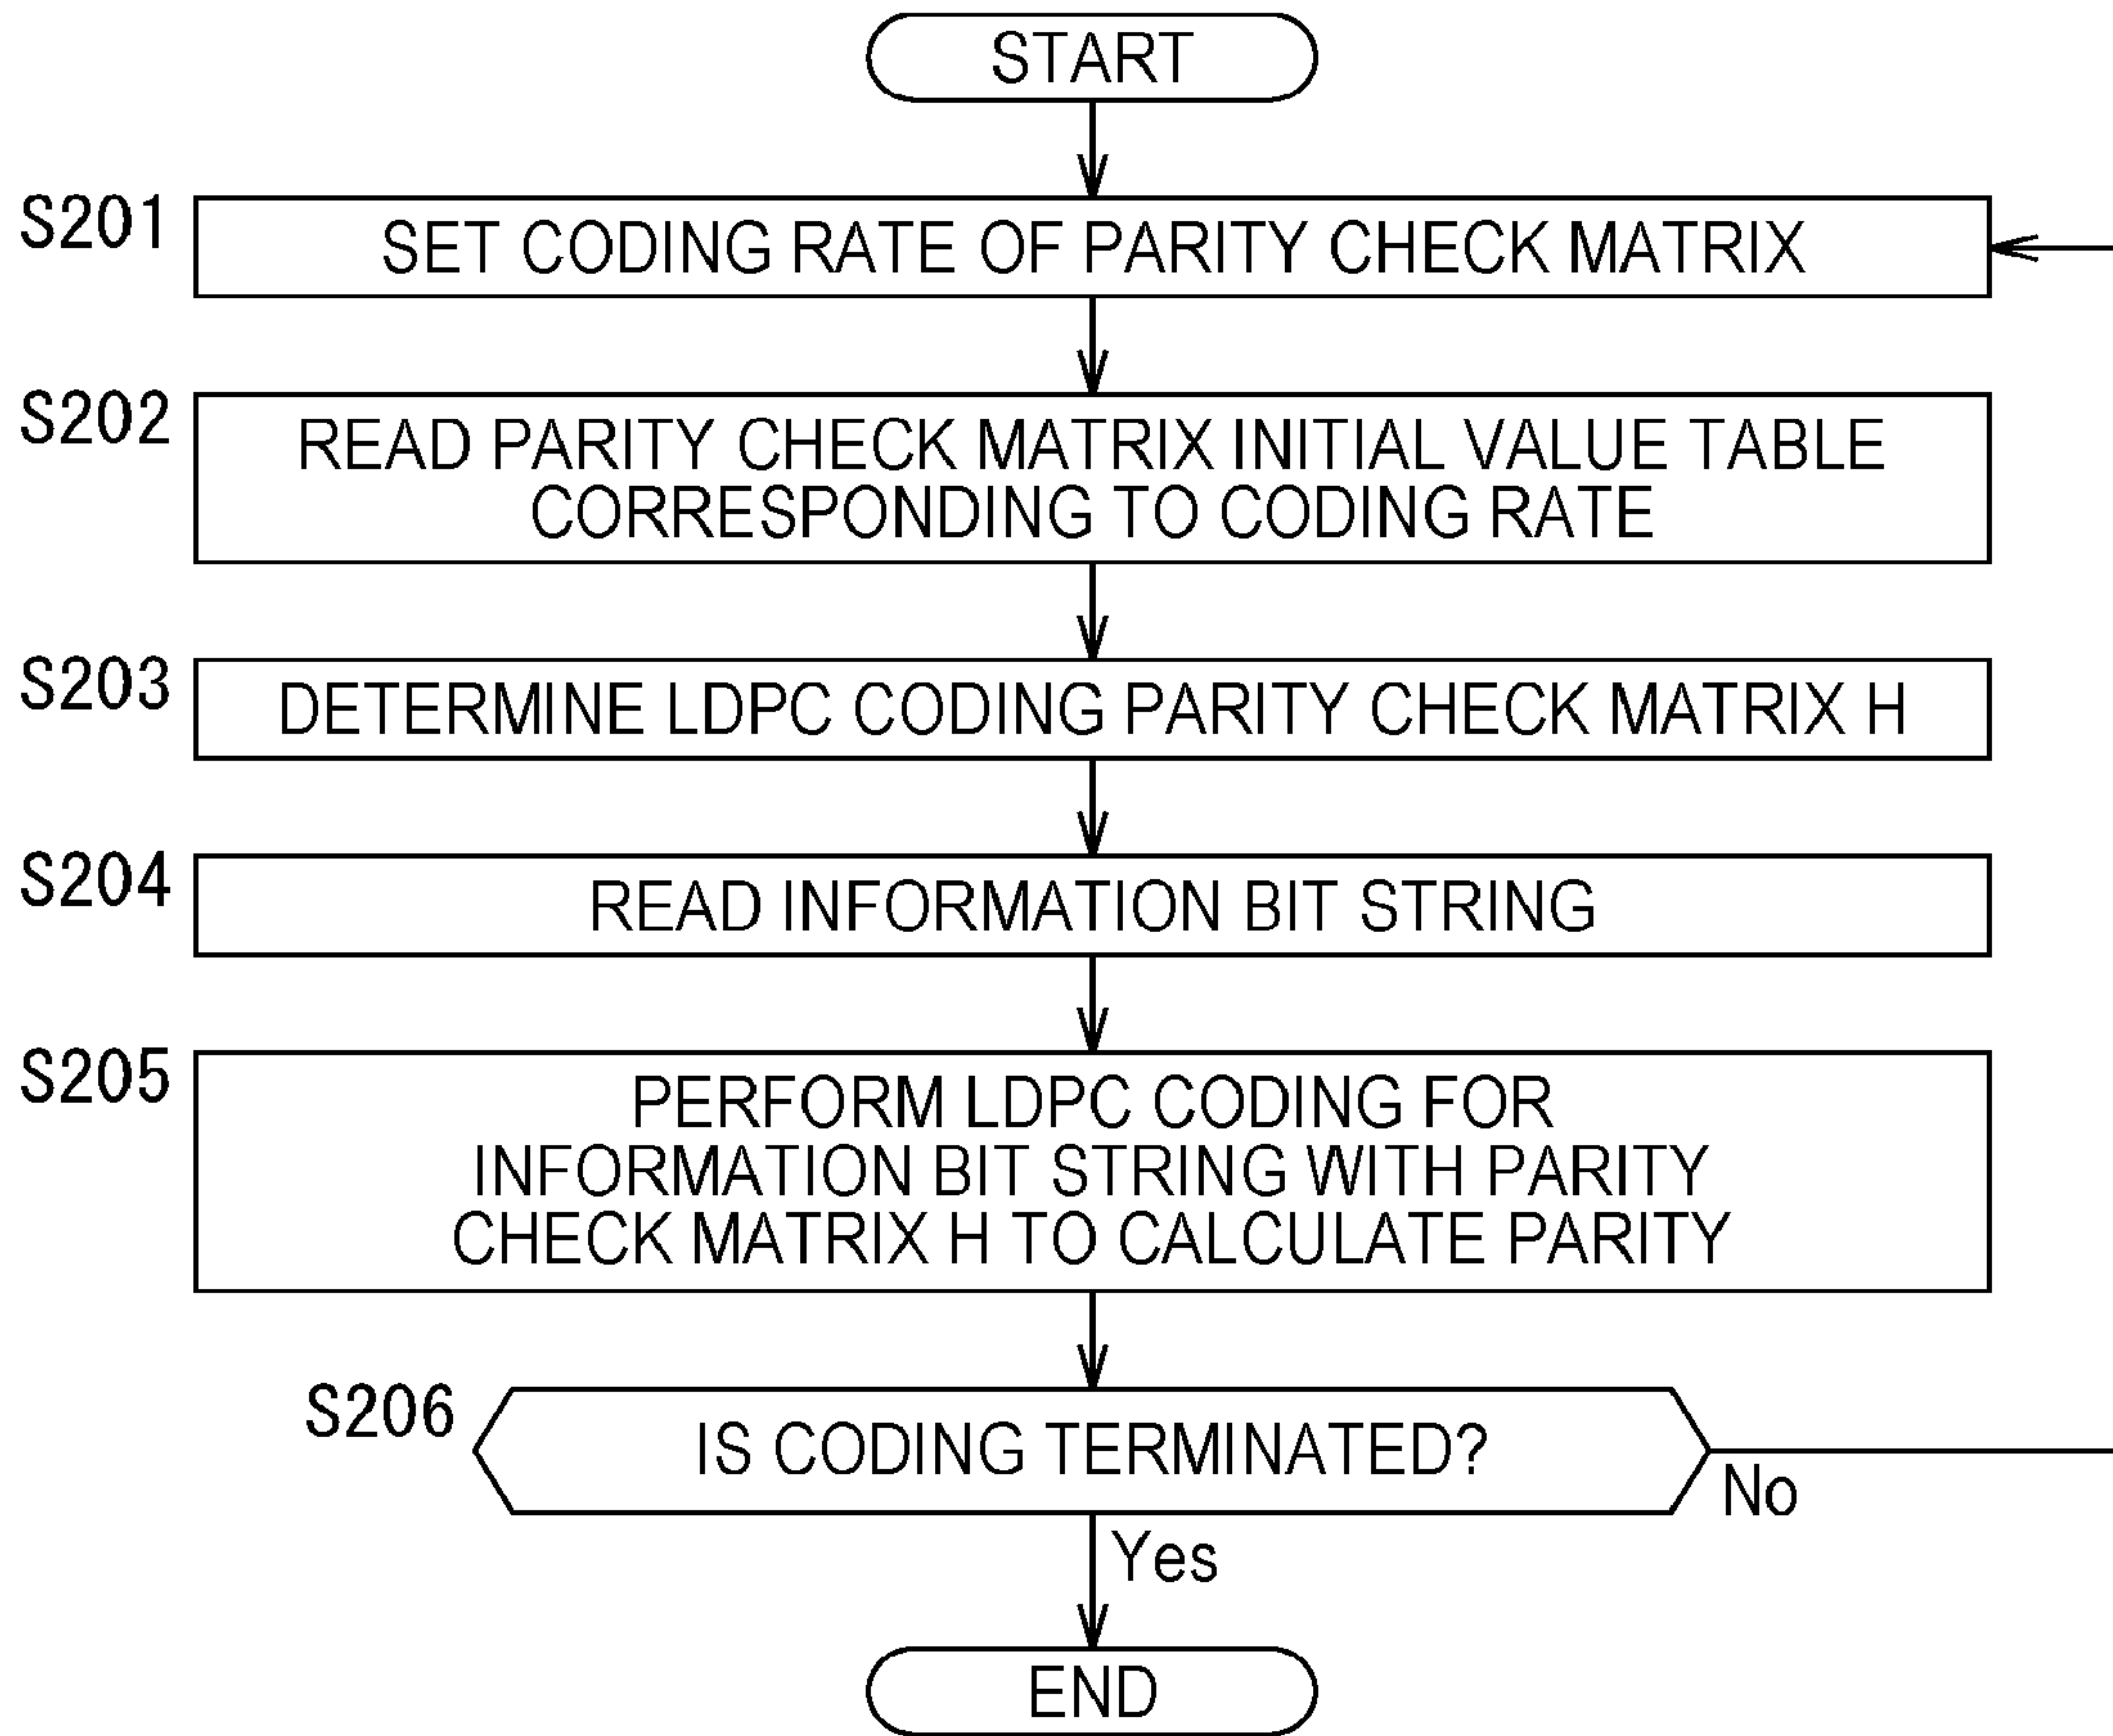 START
S201
SET CODING RATE OF PARITY CHECK MATRIX
S202
READ PARITY CHECK MATRIX INITIAL VALUE TABLE
CORRESPONDING TO CODING RATE
S203
DETERMINE LDPC CODING PARITY CHECK MATRIX H
S204
READ INFORMATION BIT STRING
S205
PERFORM LDPC CODING FOR
INFORMATION BIT STRING WITH PARITY
CHECK MATRIX H TO CALCULATE PARITY
S206
IS CODING TERMINATED?
No
Yes
END